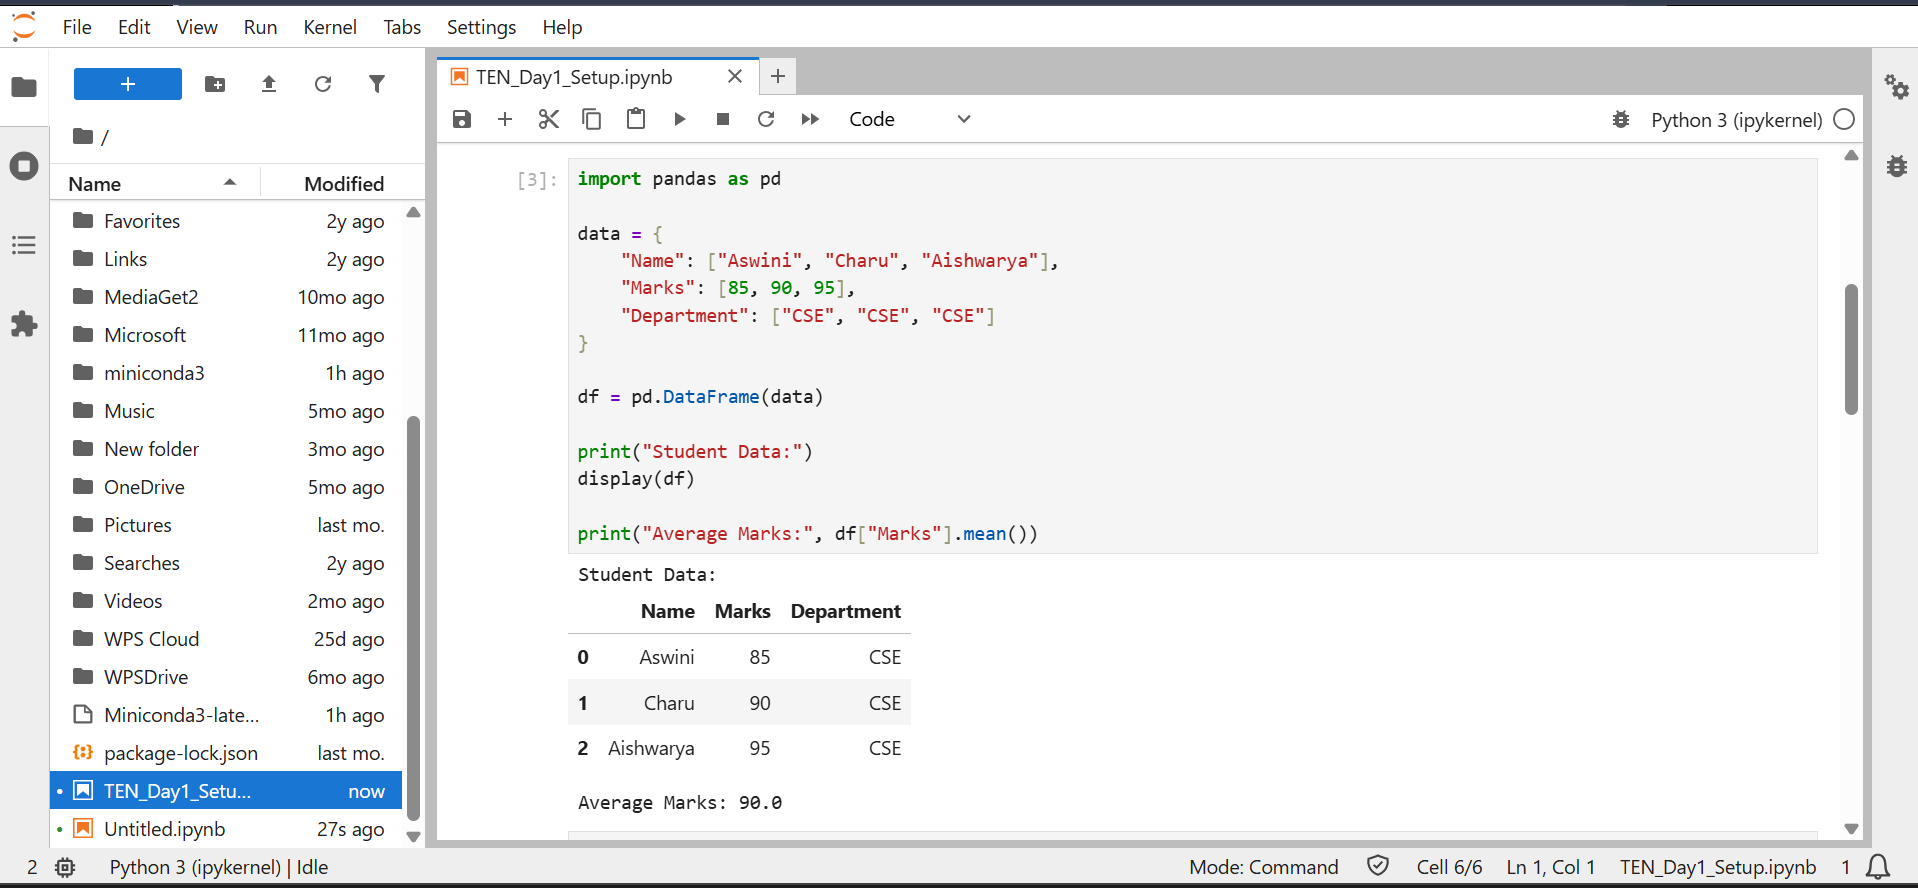 File Edit View Run Kernel Tabs Settings Help
+
/
Name Modified
Favorites 2y ago
Links 2y ago
MediaGet2 10mo ago
Microsoft 11mo ago
miniconda3 1h ago
Music 5mo ago
New folder 3mo ago
OneDrive 5mo ago
Pictures last mo.
Searches 2y ago
Videos 2mo ago
WPS Cloud 25d ago
WPSDrive 6mo ago
Miniconda3-late... 1h ago
package-lock.json last mo.
TEN_Day1_Setu... now
Untitled.ipynb 27s ago
TEN_Day1_Setup.ipynb
Code
Python 3 (ipykernel)
[3]:
import pandas as pd
data = {
"Name": ["Aswini", "Charu", "Aishwarya"],
"Marks": [85, 90, 95],
"Department": ["CSE", "CSE", "CSE"]
}
df = pd.DataFrame(data)
print("Student Data:")
display(df)
print("Average Marks:", df["Marks"].mean())
Student Data:
Name Marks Department
0 Aswini 85 CSE
1 Charu 90 CSE
2 Aishwarya 95 CSE
Average Marks: 90.0
2 Python 3 (ipykernel) | Idle Mode: Command Cell 6/6 Ln 1, Col 1 TEN_Day1_Setup.ipynb 1